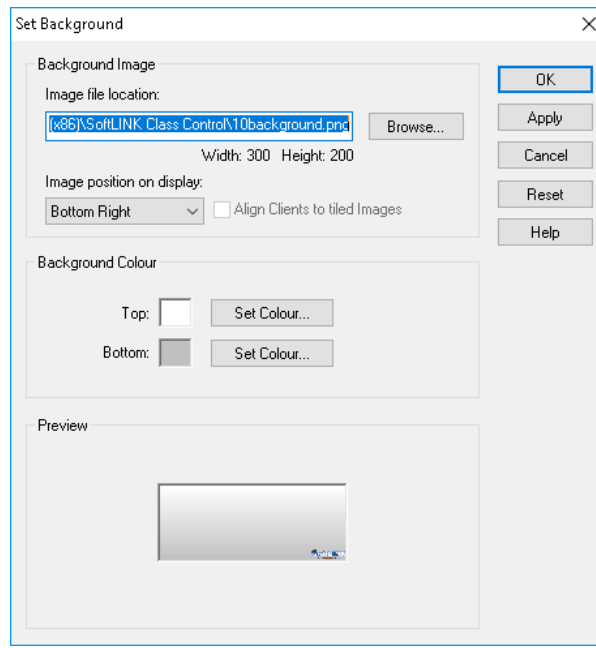 Set Background
Background Image
Image file location:
(x86)\SoftLINK Class Control\10background.png
Browse...
Width: 300 Height: 200
Image position on display:
Bottom Right
Align Clients to tiled Images
OK
Apply
Cancel
Reset
Help
Background Colour
Top:
Set Colour...
Bottom:
Set Colour...
Preview